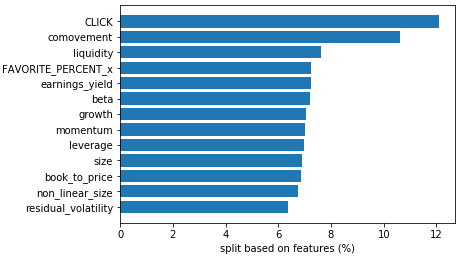 CLICK
comovement
liquidity
FAVORITE_PERCENT_x
earnings_yield
beta
growth
momentum
leverage
size
book_to_price
non_linear_size
residual_volatility
0 2 4 6 8 10 12
split based on features (%)